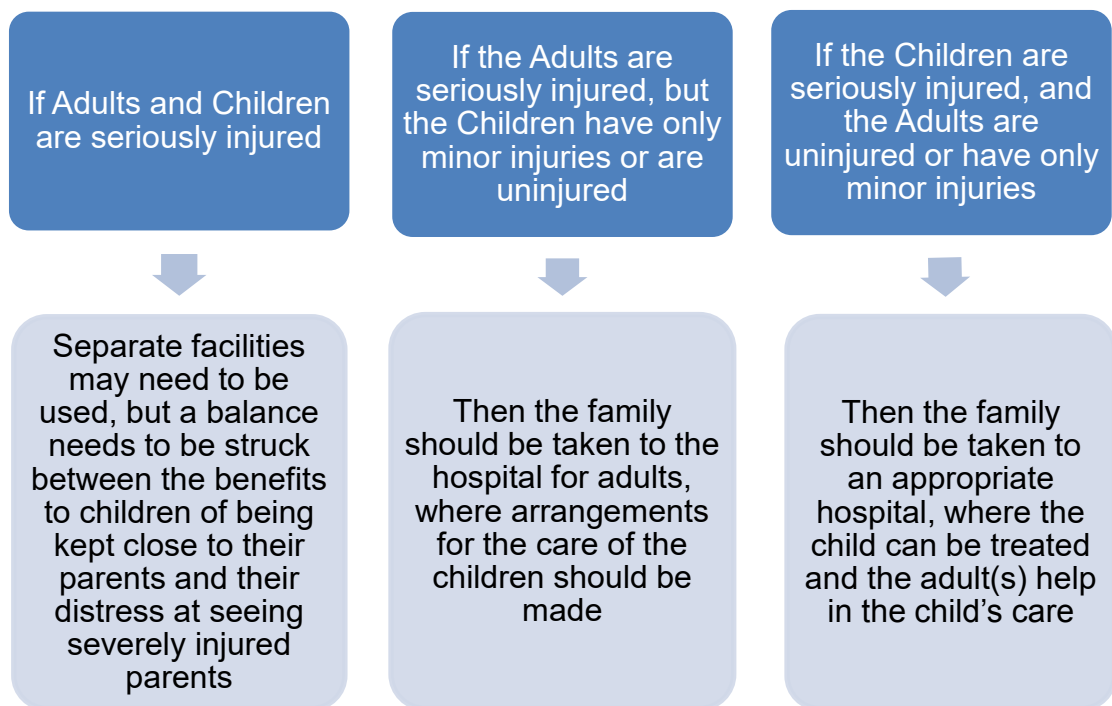 If Adults and Children
are seriously injured
If the Adults are
seriously injured, but
the Children have only
minor injuries or are
uninjured
If the Children are
seriously injured, and
the Adults are
uninjured or have only
minor injuries
Separate facilities
may need to be
used, but a balance
needs to be struck
between the benefits
to children of being
kept close to their
parents and their
distress at seeing
severely injured
parents
Then the family
should be taken to the
hospital for adults,
where arrangements
for the care of the
children should be
made
Then the family
should be taken to
an appropriate
hospital, where the
child can be treated
and the adult(s) help
in the child’s care